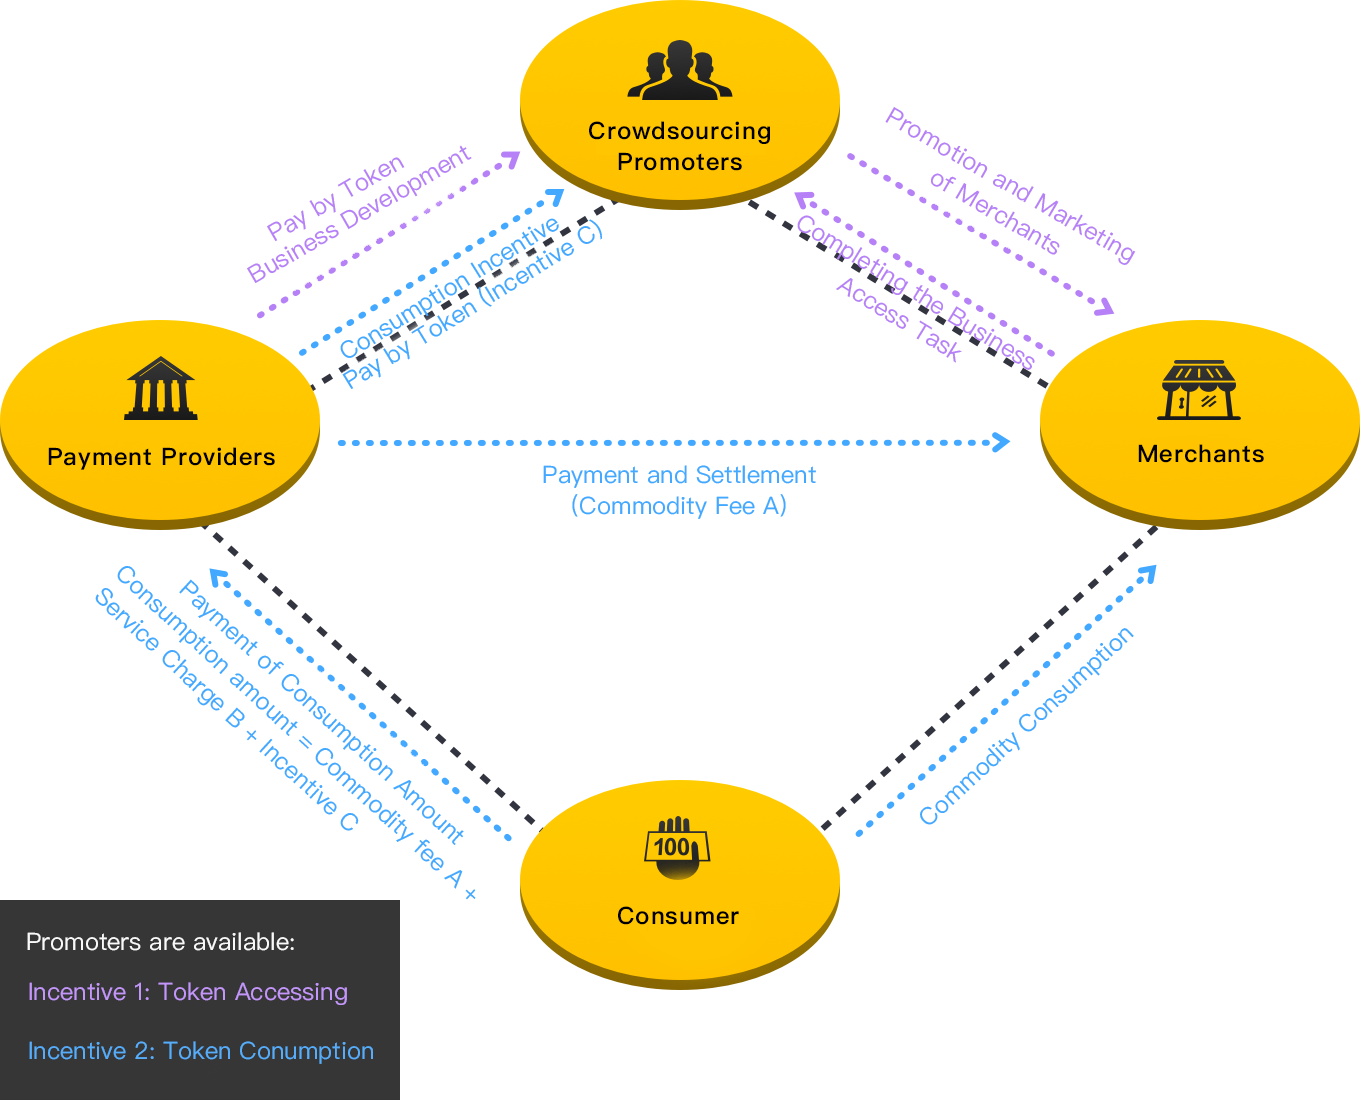 Crowdsourcing
Promoters
Pay by Token
Business Development
Consumption Incentive
Pay by Token (Incentive C)
Promotion and Marketing
of Merchants
Completing the Business
Access Task
Payment Providers
Merchants
Payment and Settlement
(Commodity Fee A)
Payment of Consumption Amount
Consumption amount = Commodity fee A +
Service Charge B + Incentive C
Commodity Consumption
100
Consumer
Promoters are available:
Incentive 1: Token Accessing
Incentive 2: Token Conumption